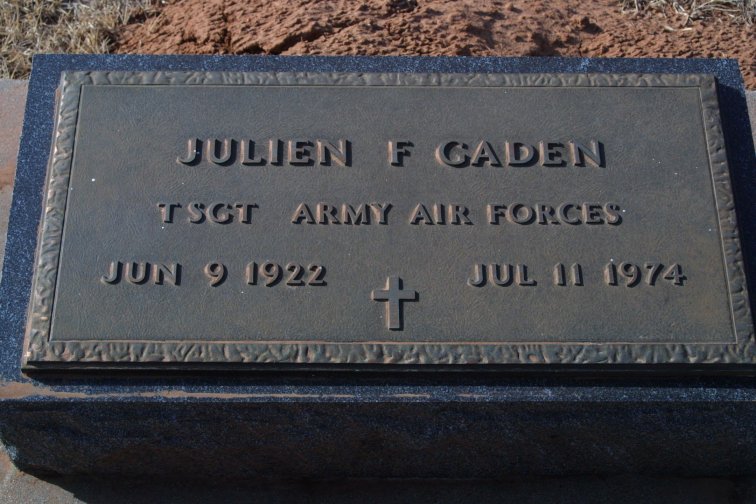 JULIEN F GADEN
TSGT ARMY AIR FORCES
JUN 9 1922 JUL 11 1974